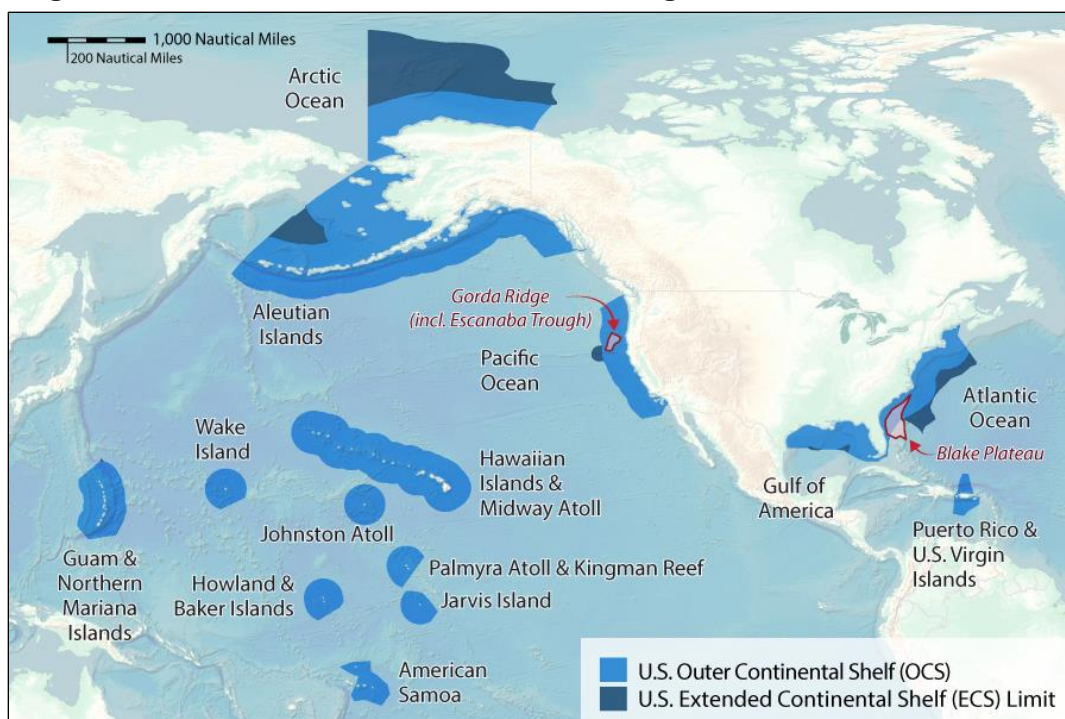 1,000 Nautical Miles
200 Nautical Miles
Arctic
Ocean
Aleutian
Islands
Gorda Ridge
(incl. Escanaba Trough)
Pacific
Ocean
Atlantic
Ocean
Blake Plateau
Wake
Island
Hawaiian
Islands &
Midway Atoll
Gulf of
America
Johnston Atoll
Puerto Rico &
U.S. Virgin
Islands
Guam &
Northern
Mariana
Islands
Howland &
Baker Islands
Palmyra Atoll & Kingman Reef
Jarvis Island
American
Samoa
U.S. Outer Continental Shelf (OCS)
U.S. Extended Continental Shelf (ECS) Limit